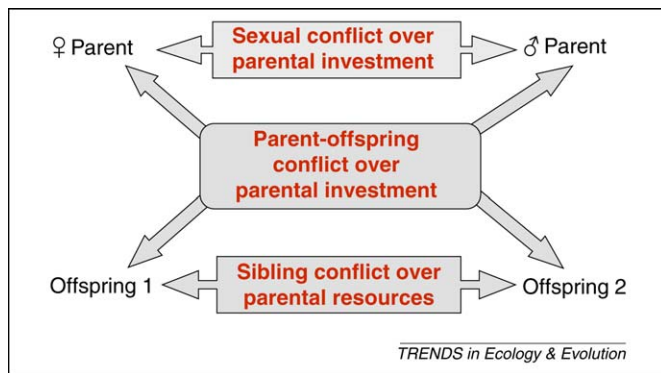 ♀ Parent
Sexual conflict over
parental investment
♂ Parent
Parent-offspring
conflict over
parental investment
Offspring 1
Sibling conflict over
parental resources
Offspring 2
TRENDS in Ecology & Evolution